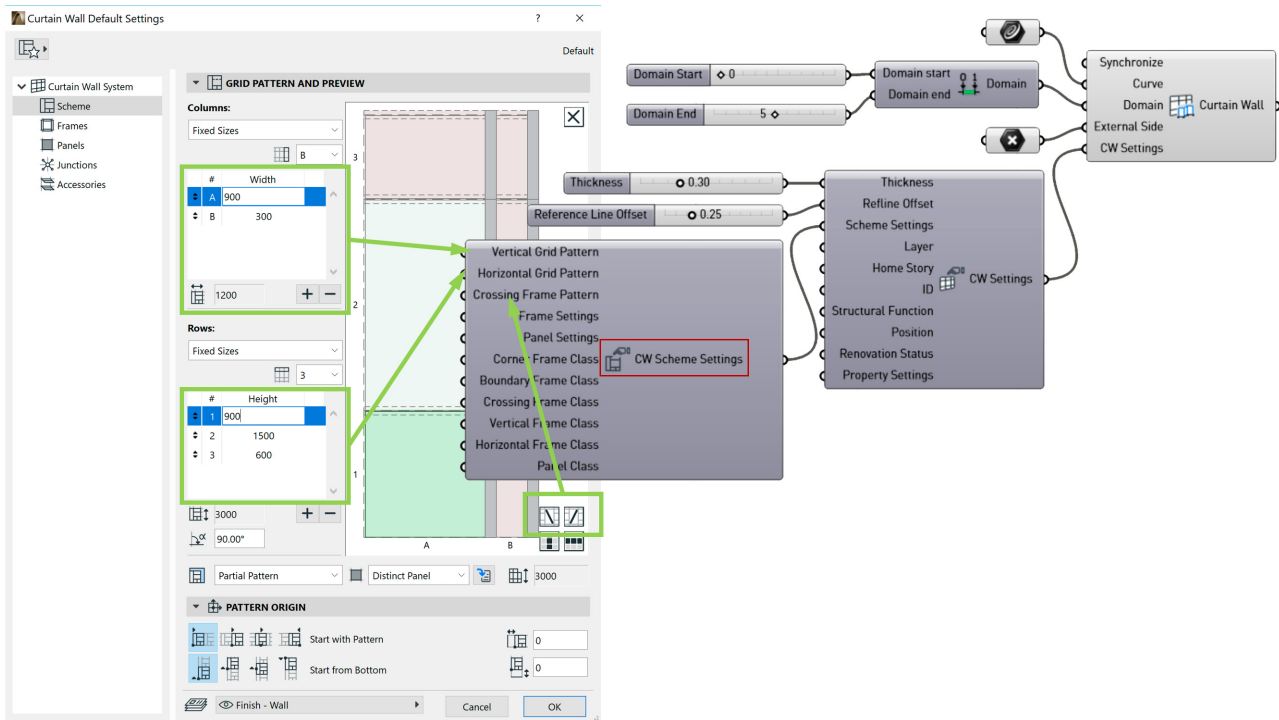 Curtain Wall Default Settings
?
×
Default
Curtain Wall System
Scheme
Frames
Panels
Junctions
Accessories
GRID PATTERN AND PREVIEW
Columns:
Fixed Sizes
B
# Width
A 900
B 300
1200
Rows:
Fixed Sizes
3
# Height
1 900
2 1500
3 600
3000
α 90.00°
3
2
1
A B
Partial Pattern
Distinct Panel
3000
PATTERN ORIGIN
Start with Pattern
0
Start from Bottom
0
Finish - Wall
Cancel
OK
Domain Start 0
Domain End 5
Domain start
Domain end
0 1
Domain
Synchronize
Curve
Domain
External Side
CW Settings
Curtain Wall
Thickness 0.30
Reference Line Offset 0.25
Thickness
Refline Offset
Scheme Settings
Layer
Home Story
ID
Structural Function
Position
Renovation Status
Property Settings
CW Settings
Vertical Grid Pattern
Horizontal Grid Pattern
Crossing Frame Pattern
Frame Settings
Panel Settings
Corner Frame Class
Boundary Frame Class
Crossing Frame Class
Vertical Frame Class
Horizontal Frame Class
Panel Class
CW Scheme Settings